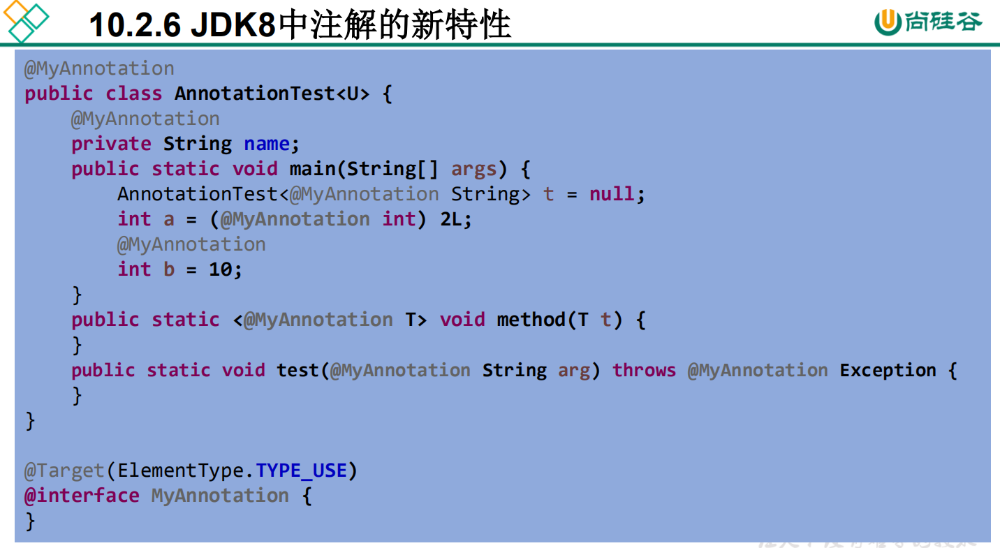 10.2.6 JDK8中注解的新特性
尚硅谷
@MyAnnotation
public class AnnotationTest<U> {
@MyAnnotation
private String name;
public static void main(String[] args) {
AnnotationTest<@MyAnnotation String> t = null;
int a = (@MyAnnotation int) 2L;
@MyAnnotation
int b = 10;
}
public static <@MyAnnotation T> void method(T t) {
}
public static void test(@MyAnnotation String arg) throws @MyAnnotation Exception {
}
}
@Target(ElementType.TYPE_USE)
@interface MyAnnotation {
}